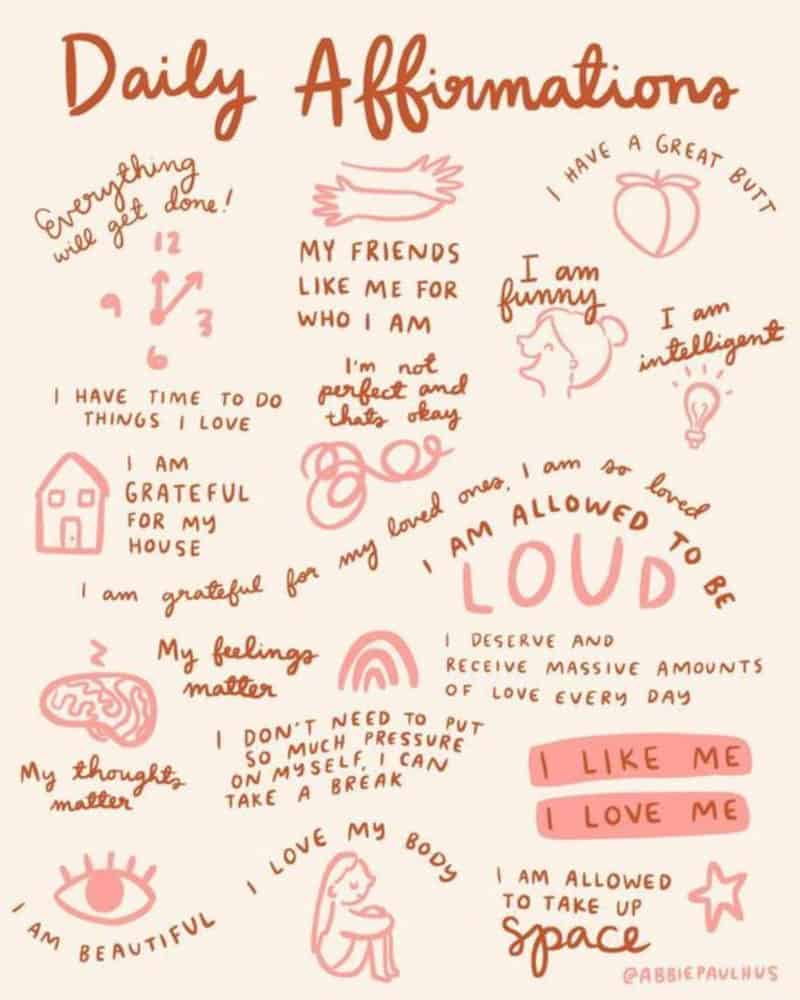 Daily Affirmations
Everything
will get done!
12
9
3
6
MY FRIENDS
LIKE ME FOR
WHO I AM
I HAVE A GREAT BUTT
I am
funny
I am
intelligent
I HAVE TIME TO DO
THINGS I LOVE
I'm not
perfect and
thats okay
I AM
GRATEFUL
FOR MY
HOUSE
I am grateful for my loved ones, I am so loved
I AM ALLOWED TO BE
LOUD
My feelings
matter
I DESERVE AND
RECEIVE MASSIVE AMOUNTS
OF LOVE EVERY DAY
My thoughts
matter
I DON'T NEED TO PUT
SO MUCH PRESSURE
ON MYSELF, I CAN
TAKE A BREAK
I LIKE ME
I LOVE ME
I AM BEAUTIFUL
I LOVE MY BODY
I AM ALLOWED
TO TAKE UP
space
@ABBIEPAULHUS